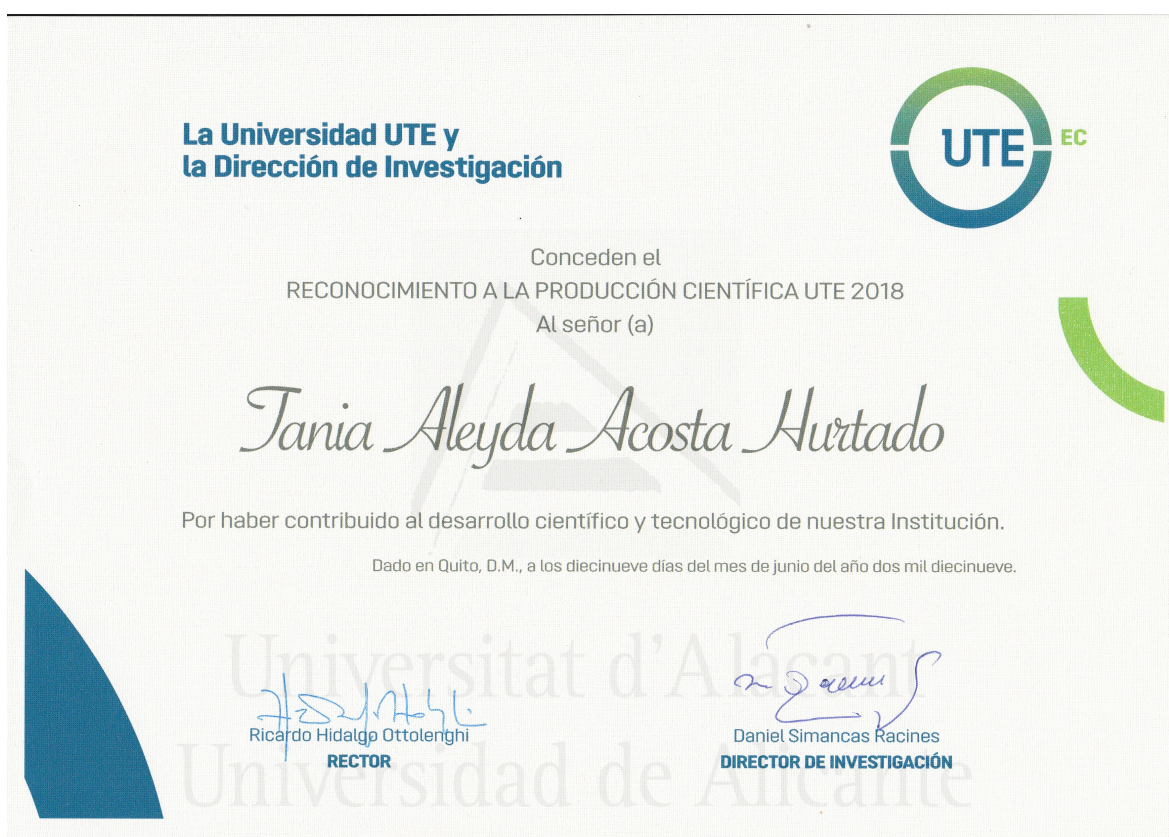 La Universidad UTE y
la Dirección de Investigación
UTE EC
Conceden el
RECONOCIMIENTO A LA PRODUCCIÓN CIENTÍFICA UTE 2018
Al señor (a)
Tania Aleyda Acosta Hurtado
Por haber contribuido al desarrollo científico y tecnológico de nuestra Institución.
Dado en Quito, D.M., a los diecinueve días del mes de junio del año dos mil diecinueve.
Universitat d'Alacant
Ricardo Hidalgo Ottolenghi
RECTOR
Daniel Simancas Racines
DIRECTOR DE INVESTIGACIÓN
Universidad de Alicante